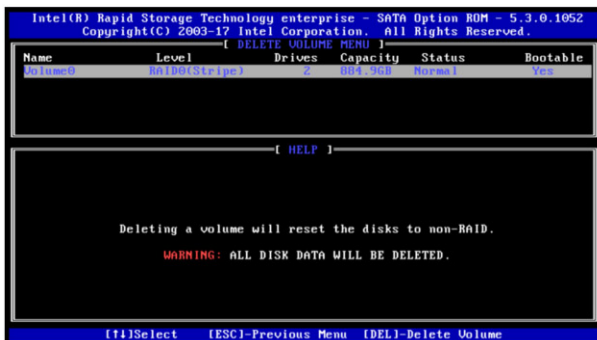 Intel(R) Rapid Storage Technology enterprise - SATA Option ROM - 5.3.0.1052
Copyright(C) 2003-17 Intel Corporation. All Rights Reserved.
[ DELETE VOLUME MENU ]
Name Level Drives Capacity Status Bootable
Volume0 RAID0(Stripe) 2 884.9GB Normal Yes
[ HELP ]
Deleting a volume will reset the disks to non-RAID.
WARNING: ALL DISK DATA WILL BE DELETED.
[↑↓]Select [ESC]-Previous Menu [DEL]-Delete Volume